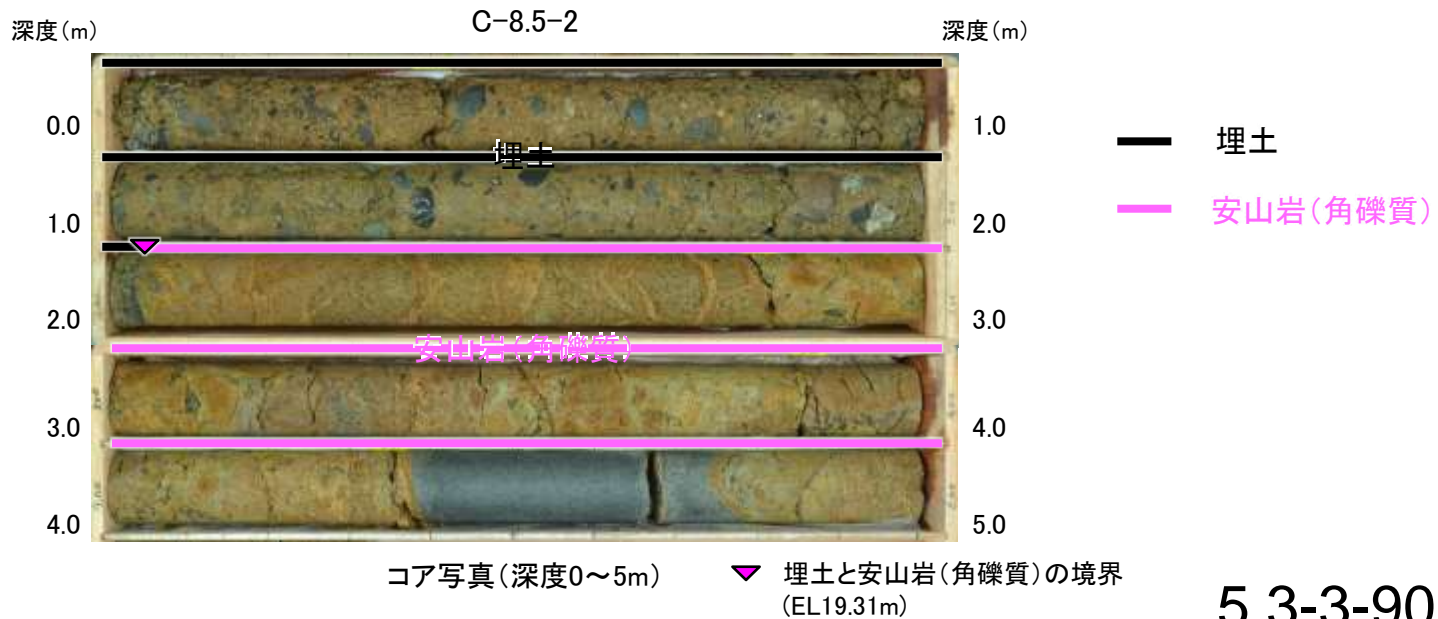 C-8.5-2
深度(m)
深度(m)
0.0
1.0
埋土
1.0
2.0
2.0
3.0
安山岩(角礫質)
3.0
4.0
4.0
5.0
埋土
安山岩(角礫質)
コア写真(深度0~5m)
埋土と安山岩(角礫質)の境界
(EL19.31m)
5.3-3-90